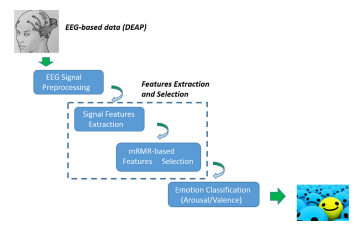 EEG-based data (DEAP)
EEG Signal
Preprocessing
Features Extraction
and Selection
Signal Features
Extraction
mRMR-based
Features Selection
Emotion Classification
(Arousal/Valence)